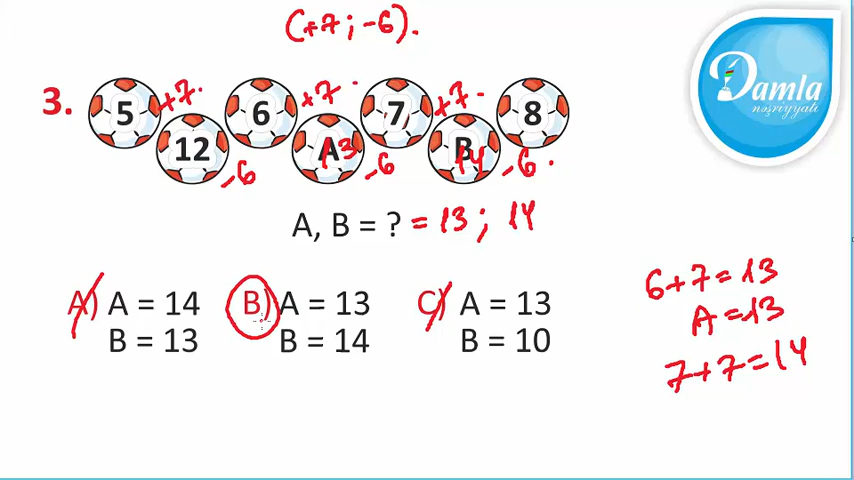 (+7 ; -6).
3. 5 +7. 6 +7. 7 +7. 8
12 -6 A 13 -6 B 14 -6.
A, B = ? = 13 ; 14
A) A = 14 B) A = 13 C) A = 13
B = 13 B = 14 B = 10
6+7=13
A=13
7+7=14
Damla
nəşriyyatı